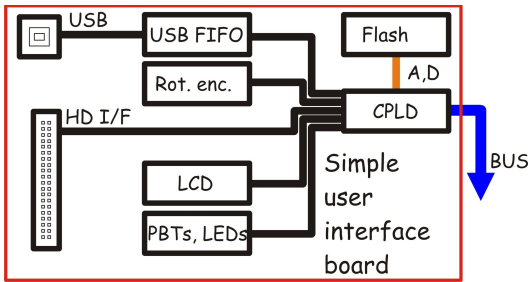 USB
USB FIFO
Flash
Rot. enc.
A,D
HD I/F
CPLD
LCD
BUS
PBTs, LEDs
Simple
user
interface
board